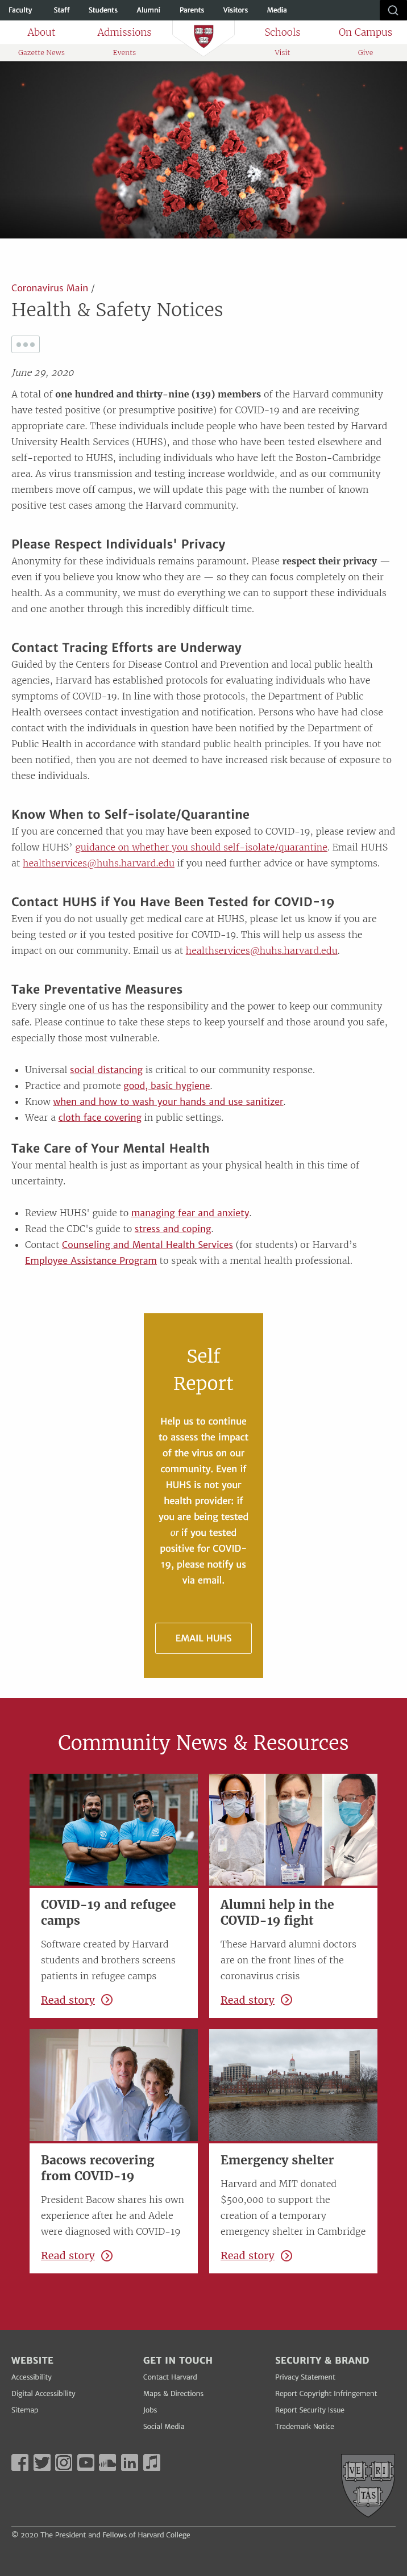 Faculty Staff Students Alumni Parents Visitors Media
About Admissions Schools On Campus
Gazette News Events Visit Give
Coronavirus Main /
Health & Safety Notices
June 29, 2020
A total of one hundred and thirty-nine (139) members of the Harvard community
have tested positive (or presumptive positive) for COVID-19 and are receiving
appropriate care. These individuals include people who have been tested by Harvard
University Health Services (HUHS), and those who have been tested elsewhere and
self-reported to HUHS, including individuals who have left the Boston-Cambridge
area. As virus transmission and testing increase worldwide, and as our community
members move off campus, we will update this page with the number of known
positive test cases among the Harvard community.
Please Respect Individuals' Privacy
Anonymity for these individuals remains paramount. Please respect their privacy —
even if you believe you know who they are — so they can focus completely on their
health. As a community, we must do everything we can to support these individuals
and one another through this incredibly difficult time.
Contact Tracing Efforts are Underway
Guided by the Centers for Disease Control and Prevention and local public health
agencies, Harvard has established protocols for evaluating individuals who have
symptoms of COVID-19. In line with those protocols, the Department of Public
Health oversees contact investigation and notification. Persons who have had close
contact with the individuals in question have been notified by the Department of
Public Health in accordance with standard public health principles. If you have not
been notified, then you are not deemed to have increased risk because of exposure to
these individuals.
Know When to Self-isolate/Quarantine
If you are concerned that you may have been exposed to COVID-19, please review and
follow HUHS’ guidance on whether you should self-isolate/quarantine. Email HUHS
at healthservices@huhs.harvard.edu if you need further advice or have symptoms.
Contact HUHS if You Have Been Tested for COVID-19
Even if you do not usually get medical care at HUHS, please let us know if you are
being tested or if you tested positive for COVID-19. This will help us assess the
impact on our community. Email us at healthservices@huhs.harvard.edu.
Take Preventative Measures
Every single one of us has the responsibility and the power to keep our community
safe. Please continue to take these steps to keep yourself and those around you safe,
especially those most vulnerable.
• Universal social distancing is critical to our community response.
• Practice and promote good, basic hygiene.
• Know when and how to wash your hands and use sanitizer.
• Wear a cloth face covering in public settings.
Take Care of Your Mental Health
Your mental health is just as important as your physical health in this time of
uncertainty.
• Review HUHS’ guide to managing fear and anxiety.
• Read the CDC’s guide to stress and coping.
• Contact Counseling and Mental Health Services (for students) or Harvard’s
Employee Assistance Program to speak with a mental health professional.
Self
Report
Help us to continue
to assess the impact
of the virus on our
community. Even if
HUHS is not your
health provider: if
you are being tested
or if you tested
positive for COVID-
19, please notify us
via email.
EMAIL HUHS
Community News & Resources
COVID-19 and refugee
camps
Software created by Harvard
students and brothers screens
patients in refugee camps
Read story
Alumni help in the
COVID-19 fight
These Harvard alumni doctors
are on the front lines of the
coronavirus crisis
Read story
Bacows recovering
from COVID-19
President Bacow shares his own
experience after he and Adele
were diagnosed with COVID-19
Read story
Emergency shelter
Harvard and MIT donated
$500,000 to support the
creation of a temporary
emergency shelter in Cambridge
Read story
WEBSITE
Accessibility
Digital Accessibility
Sitemap
GET IN TOUCH
Contact Harvard
Maps & Directions
Jobs
Social Media
SECURITY & BRAND
Privacy Statement
Report Copyright Infringement
Report Security Issue
Trademark Notice
VE RI
TAS
© 2020 The President and Fellows of Harvard College